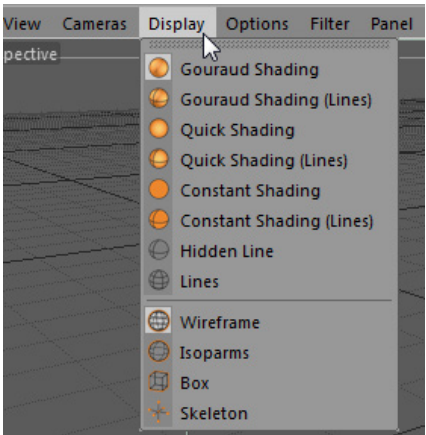 View Cameras Display Options Filter Panel
pective
Gouraud Shading
Gouraud Shading (Lines)
Quick Shading
Quick Shading (Lines)
Constant Shading
Constant Shading (Lines)
Hidden Line
Lines
Wireframe
Isoparms
Box
Skeleton